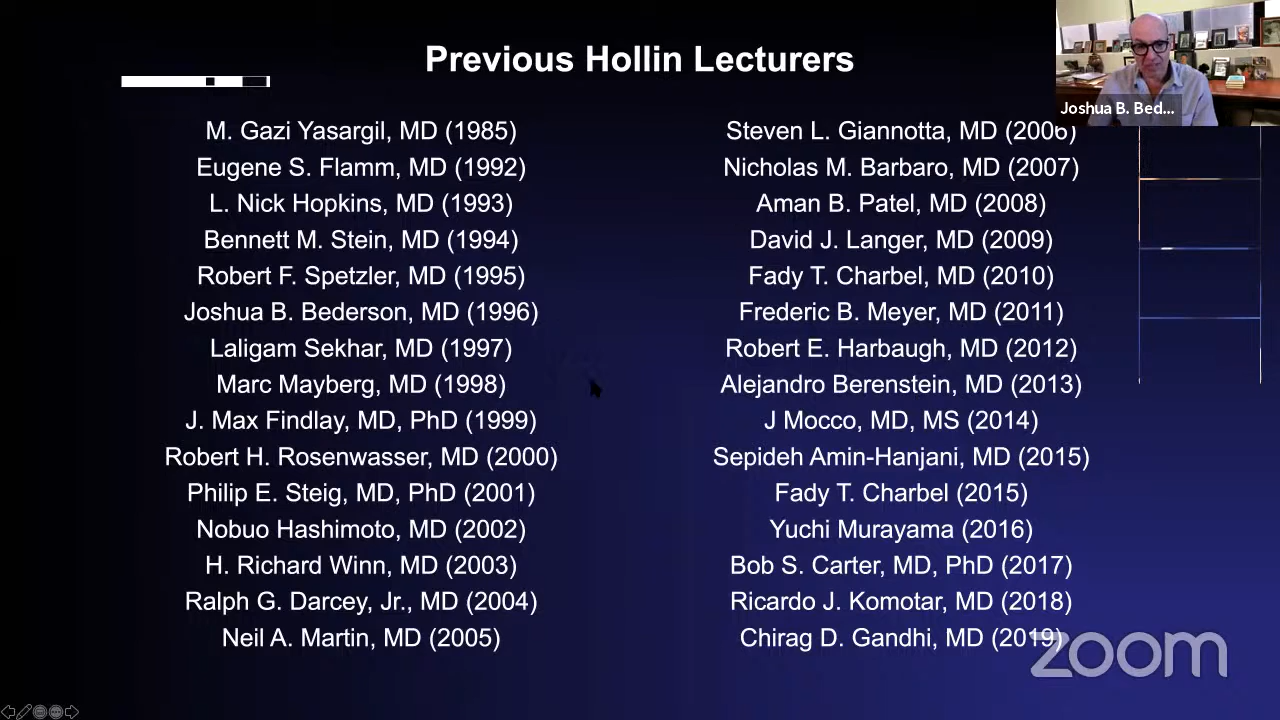 Previous Hollin Lecturers
Joshua B. Bed...
M. Gazi Yasargil, MD (1985)
Eugene S. Flamm, MD (1992)
L. Nick Hopkins, MD (1993)
Bennett M. Stein, MD (1994)
Robert F. Spetzler, MD (1995)
Joshua B. Bederson, MD (1996)
Laligam Sekhar, MD (1997)
Marc Mayberg, MD (1998)
J. Max Findlay, MD, PhD (1999)
Robert H. Rosenwasser, MD (2000)
Philip E. Steig, MD, PhD (2001)
Nobuo Hashimoto, MD (2002)
H. Richard Winn, MD (2003)
Ralph G. Darcey, Jr., MD (2004)
Neil A. Martin, MD (2005)
Steven L. Giannotta, MD (2006)
Nicholas M. Barbaro, MD (2007)
Aman B. Patel, MD (2008)
David J. Langer, MD (2009)
Fady T. Charbel, MD (2010)
Frederic B. Meyer, MD (2011)
Robert E. Harbaugh, MD (2012)
Alejandro Berenstein, MD (2013)
J Mocco, MD, MS (2014)
Sepideh Amin-Hanjani, MD (2015)
Fady T. Charbel (2015)
Yuchi Murayama (2016)
Bob S. Carter, MD, PhD (2017)
Ricardo J. Komotar, MD (2018)
Chirag D. Gandhi, MD (2019)
zoom